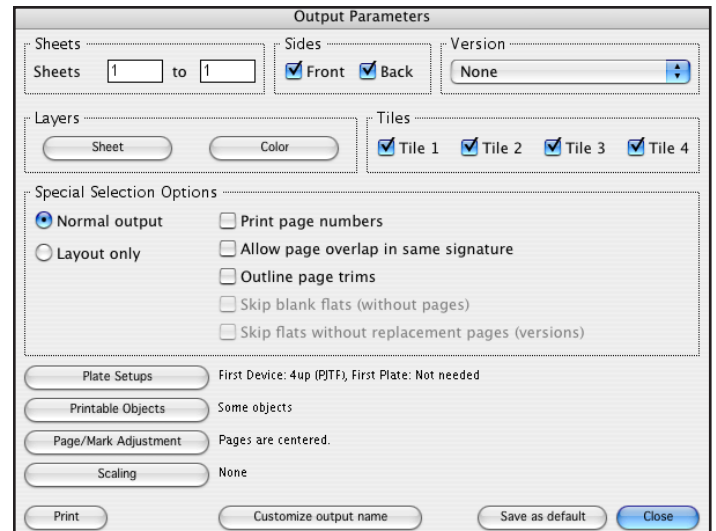 Output Parameters
Sheets
Sheets 1 to 1
Sides
Front Back
Version
None
Layers
Sheet Color
Tiles
Tile 1 Tile 2 Tile 3 Tile 4
Special Selection Options
Normal output
Layout only
Print page numbers
Allow page overlap in same signature
Outline page trims
Skip blank flats (without pages)
Skip flats without replacement pages (versions)
Plate Setups First Device: 4up (PJTF), First Plate: Not needed
Printable Objects Some objects
Page/Mark Adjustment Pages are centered.
Scaling None
Print Customize output name Save as default Close